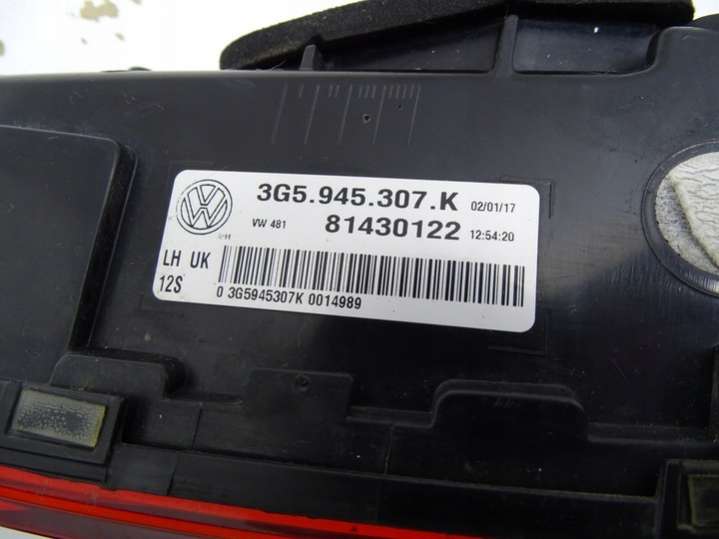 3G5.945.307.K 02/01/17
VW 481 81430122 12:54:20
LH UK
12S
0 3G5945307K 0014989